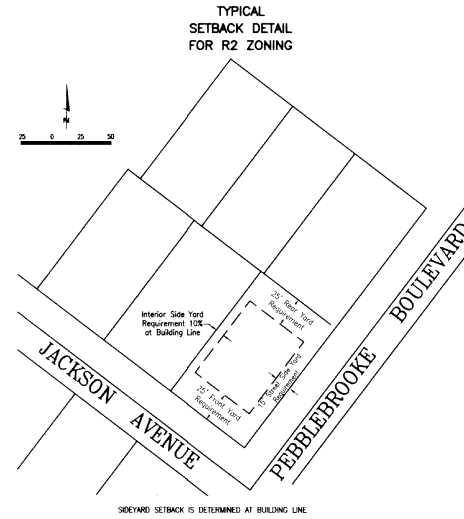 TYPICAL
SETBACK DETAIL
FOR R2 ZONING
N
25 0 25 50
25' Rear Yard
Requirement
Interior Side Yard
Requirement 10%
at Building Line
15' Street Side Yard
Requirement
25' Front Yard
Requirement
JACKSON AVENUE
PEBBLEBROOKE BOULEVARD
SIDEYARD SETBACK IS DETERMINED AT BUILDING LINE